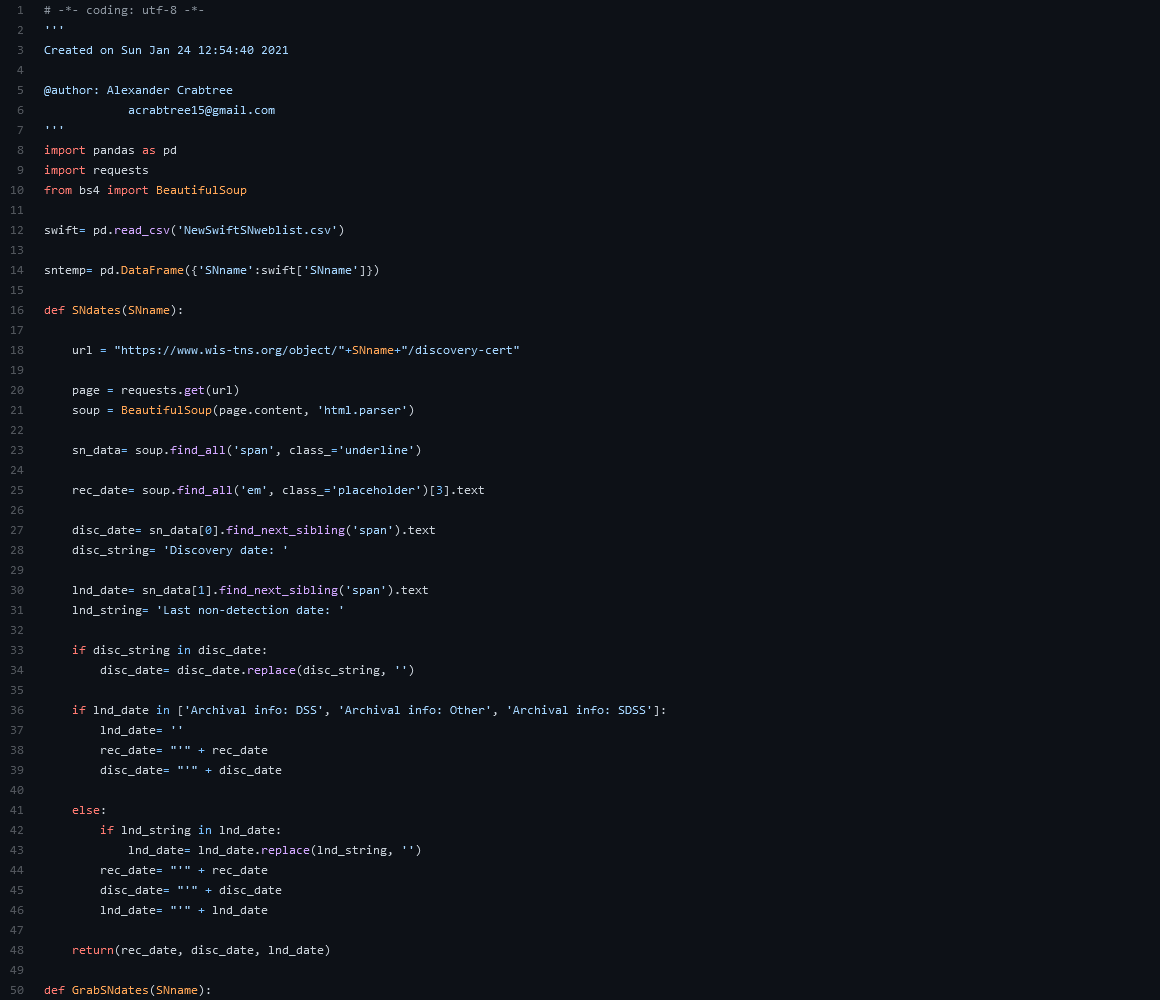 1 # -*- coding: utf-8 -*-
2 '''
3 Created on Sun Jan 24 12:54:40 2021
4
5 @author: Alexander Crabtree
6             acrabtree15@gmail.com
7 '''
8 import pandas as pd
9 import requests
10 from bs4 import BeautifulSoup
11
12 swift= pd.read_csv('NewSwiftSNweblist.csv')
13
14 sntemp= pd.DataFrame({'SNname':swift['SNname']})
15
16 def SNdates(SNname):
17
18     url = "https://www.wis-tns.org/object/"+SNname+"/discovery-cert"
19
20     page = requests.get(url)
21     soup = BeautifulSoup(page.content, 'html.parser')
22
23     sn_data= soup.find_all('span', class_='underline')
24
25     rec_date= soup.find_all('em', class_='placeholder')[3].text
26
27     disc_date= sn_data[0].find_next_sibling('span').text
28     disc_string= 'Discovery date: '
29
30     lnd_date= sn_data[1].find_next_sibling('span').text
31     lnd_string= 'Last non-detection date: '
32
33     if disc_string in disc_date:
34         disc_date= disc_date.replace(disc_string, '')
35
36     if lnd_date in ['Archival info: DSS', 'Archival info: Other', 'Archival info: SDSS']:
37         lnd_date= ''
38         rec_date= "'" + rec_date
39         disc_date= "'" + disc_date
40
41     else:
42         if lnd_string in lnd_date:
43             lnd_date= lnd_date.replace(lnd_string, '')
44         rec_date= "'" + rec_date
45         disc_date= "'" + disc_date
46         lnd_date= "'" + lnd_date
47
48     return(rec_date, disc_date, lnd_date)
49
50 def GrabSNdates(SNname):